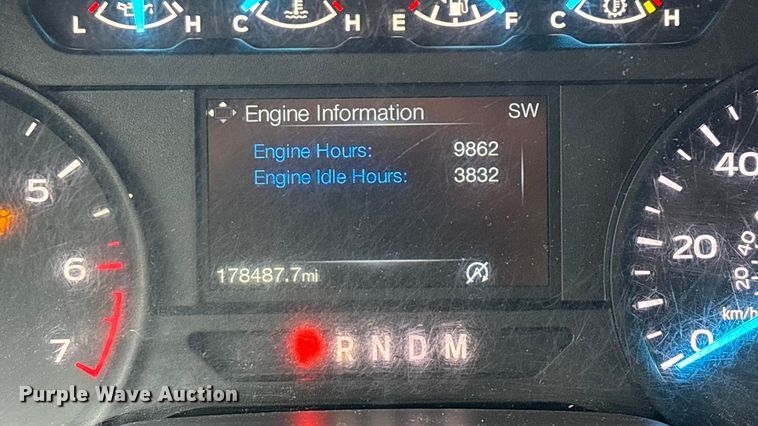 L H C H E F C H
Engine Information SW
Engine Hours: 9862
Engine Idle Hours: 3832
178487.7mi
5
6
7
R N D M
40
20
0
40
20
km/h
Purple Wave Auction